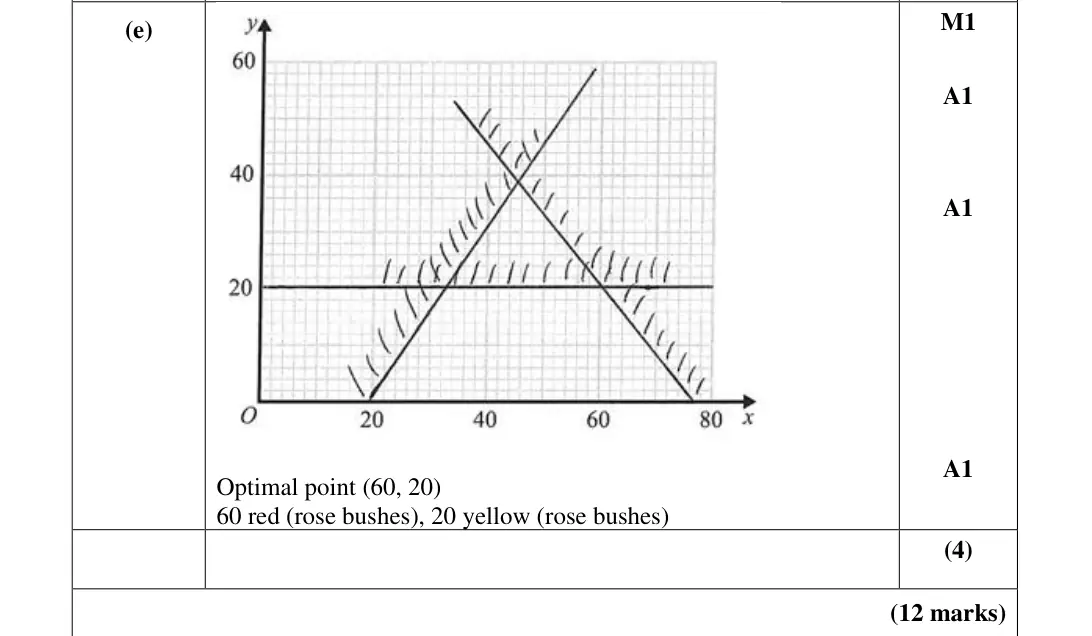 (e)
M1
y
60
A1
40
A1
20
O
20 40 60 80 x
A1
Optimal point (60, 20)
60 red (rose bushes), 20 yellow (rose bushes)
(4)
(12 marks)